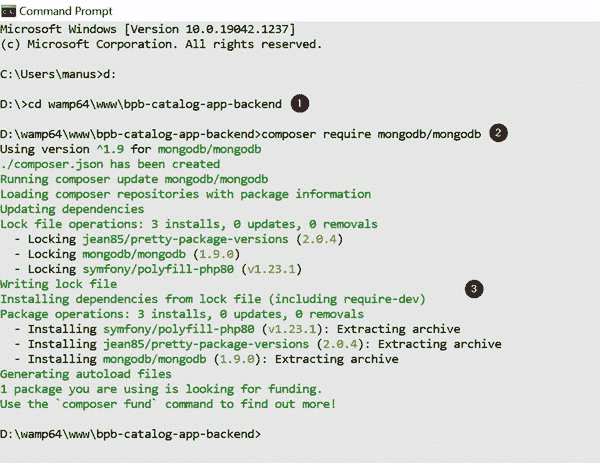 Command Prompt
Microsoft Windows [Version 10.0.19042.1237]
(c) Microsoft Corporation. All rights reserved.
C:\Users\manus>d:
D:\>cd wamp64\www\bpb-catalog-app-backend 1
D:\wamp64\www\bpb-catalog-app-backend>composer require mongodb/mongodb 2
Using version ^1.9 for mongodb/mongodb
./composer.json has been created
Running composer update mongodb/mongodb
Loading composer repositories with package information
Updating dependencies
Lock file operations: 3 installs, 0 updates, 0 removals
- Locking jean85/pretty-package-versions (2.0.4)
- Locking mongodb/mongodb (1.9.0)
- Locking symfony/polyfill-php80 (v1.23.1)
Writing lock file
Installing dependencies from lock file (including require-dev) 3
Package operations: 3 installs, 0 updates, 0 removals
- Installing symfony/polyfill-php80 (v1.23.1): Extracting archive
- Installing jean85/pretty-package-versions (2.0.4): Extracting archive
- Installing mongodb/mongodb (1.9.0): Extracting archive
Generating autoload files
1 package you are using is looking for funding.
Use the `composer fund` command to find out more!
D:\wamp64\www\bpb-catalog-app-backend>